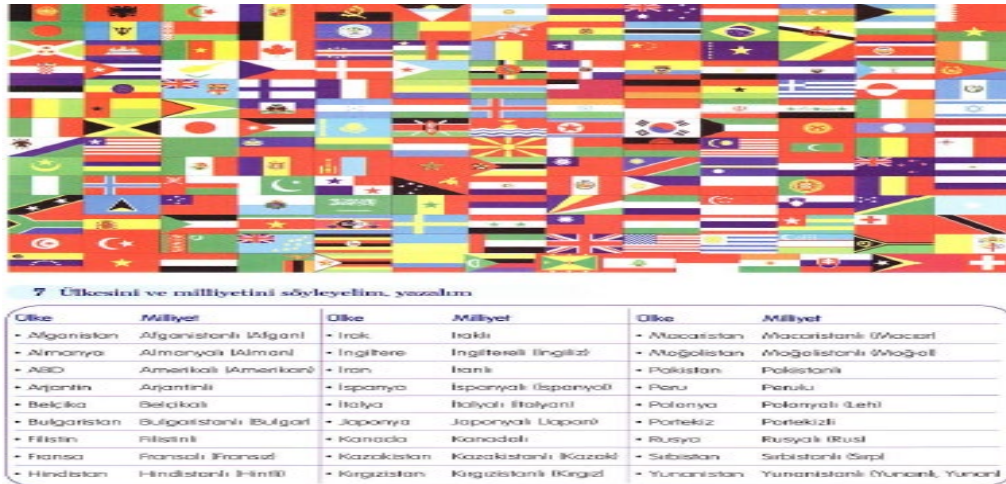 7 Ülkesini ve milliyetini söyleyelim, yazalım
Ülke Milliyet Ülke Milliyet Ülke Milliyet
• Afganistan Afganistanlı (Afgan) • Irak Iraklı • Macaristan Macaristanlı (Macar)
• Almanya Almanyalı (Alman) • İngiltere İngiltereli (İngiliz) • Moğolistan Moğolistanlı (Moğol)
• ABD Amerikalı (Amerikan) • İran İranlı • Pakistan Pakistanlı
• Arjantin Arjantinli • İspanya İspanyalı (İspanyol) • Peru Perulu
• Belçika Belçikalı • İtalya İtalyalı (İtalyan) • Polonya Polonyalı (Leh)
• Bulgaristan Bulgaristanlı (Bulgar) • Japonya Japonyalı (Japon) • Portekiz Portekizli
• Filistin Filistinli • Kanada Kanadalı • Rusya Rusyalı (Rus)
• Fransa Fransalı (Fransız) • Kazakistan Kazakistanlı (Kazak) • Sırbistan Sırbistanlı (Sırp)
• Hindistan Hindistanlı (Hintli) • Kırgızistan Kırgızistanlı (Kırgız) • Yunanistan Yunanistanlı (Yunanlı, Yunan)